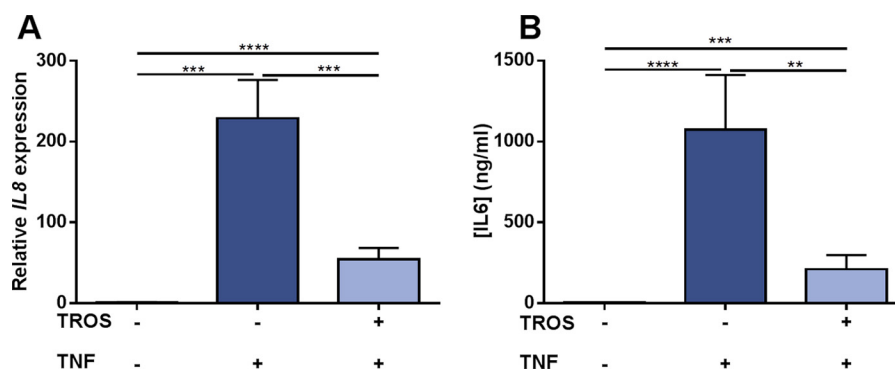 A
Relative IL8 expression
300
200
100
0
****
***
***
TROS - - +
TNF - + +
B
[IL6] (ng/ml)
1500
1000
500
0
***
****
**
TROS - - +
TNF - + +